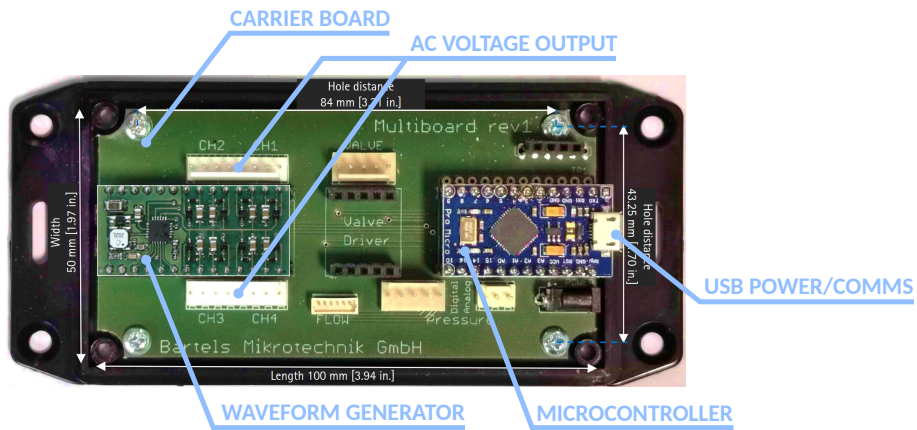 CARRIER BOARD
AC VOLTAGE OUTPUT
Hole distance
84 mm [3.31 in.]
Multiboard rev1
CH2
CH1
VALVE
Width
50 mm [1.97 in.]
Valve
Driver
Pro Micro
Hole distance
43.25 mm [1.70 in.]
USB POWER/COMMS
CH3
CH4
FLOW
Digital
Analog
Pressure
Bartels Mikrotechnik GmbH
Length 100 mm [3.94 in.]
WAVEFORM GENERATOR
MICROCONTROLLER